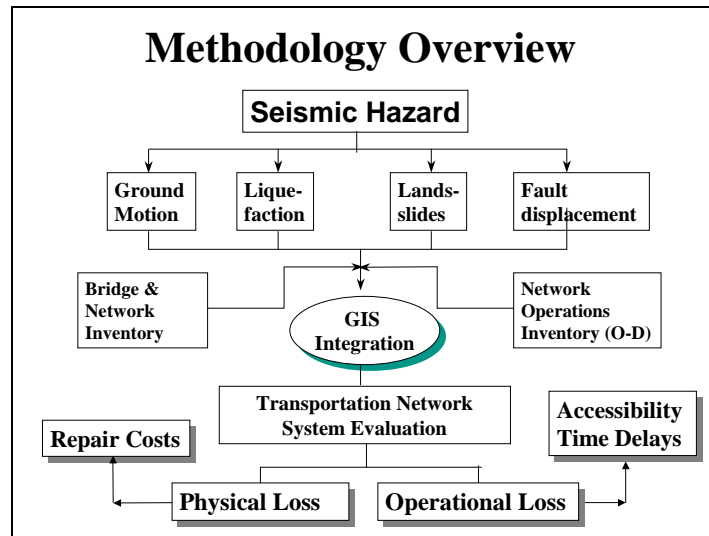 Methodology Overview
Seismic Hazard
Ground
Motion
Lique-
faction
Lands-
slides
Fault
displacement
Bridge &
Network
Inventory
GIS
Integration
Network
Operations
Inventory (O-D)
Transportation Network
System Evaluation
Repair Costs
Accessibility
Time Delays
Physical Loss
Operational Loss